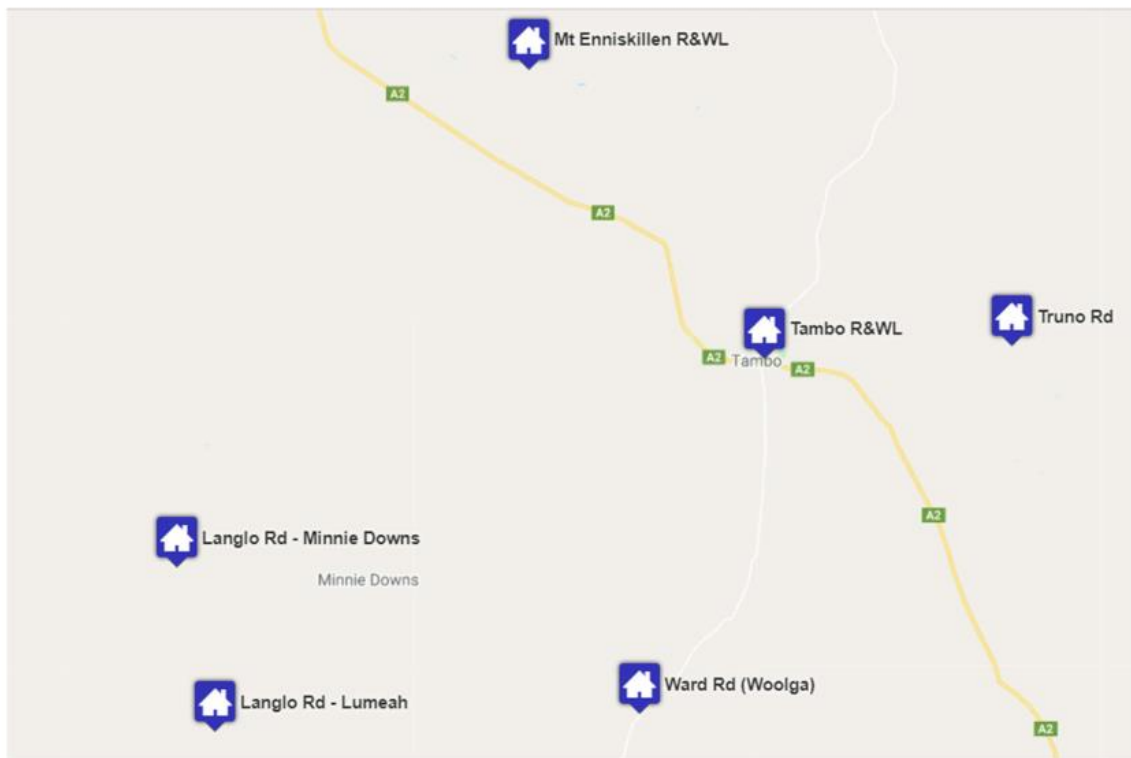 Mt Enniskillen R&WL
A2
A2
Truno Rd
Tambo R&WL
A2
Tambo
A2
A2
Langlo Rd - Minnie Downs
Minnie Downs
Ward Rd (Woolga)
Langlo Rd - Lumeah
A2